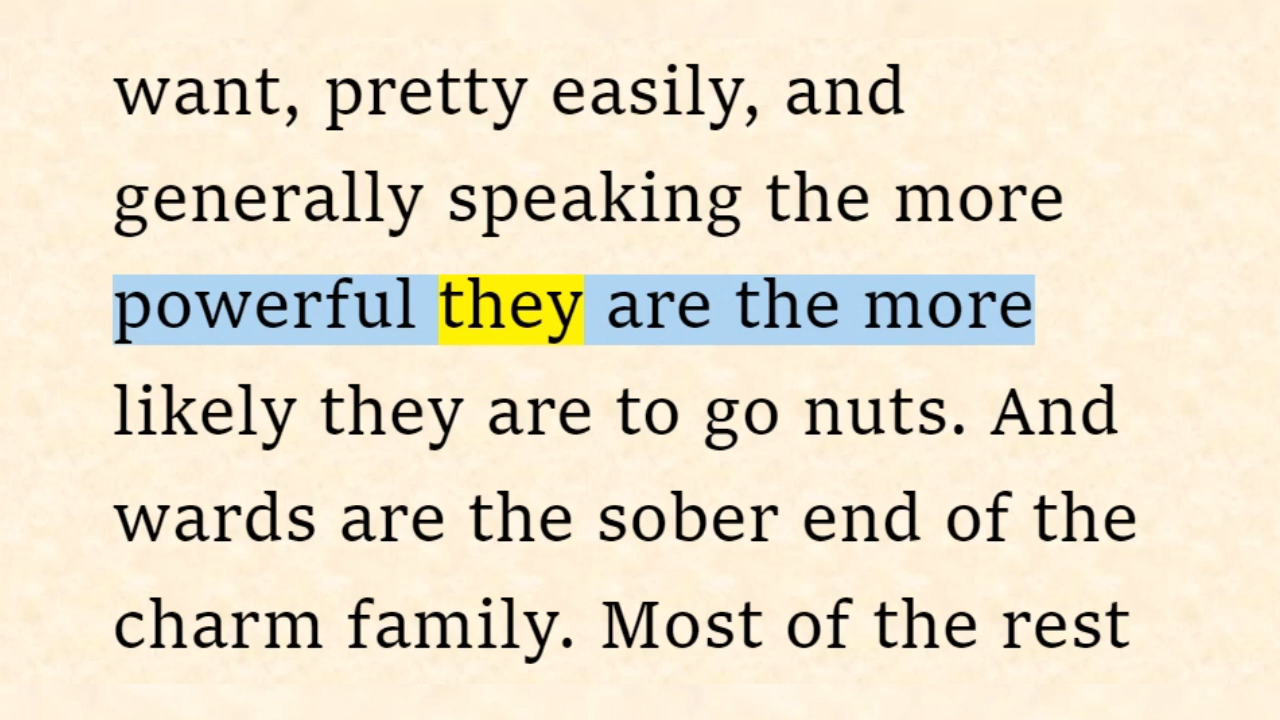 want, pretty easily, and
generally speaking the more
powerful they are the more
likely they are to go nuts. And
wards are the sober end of the
charm family. Most of the rest